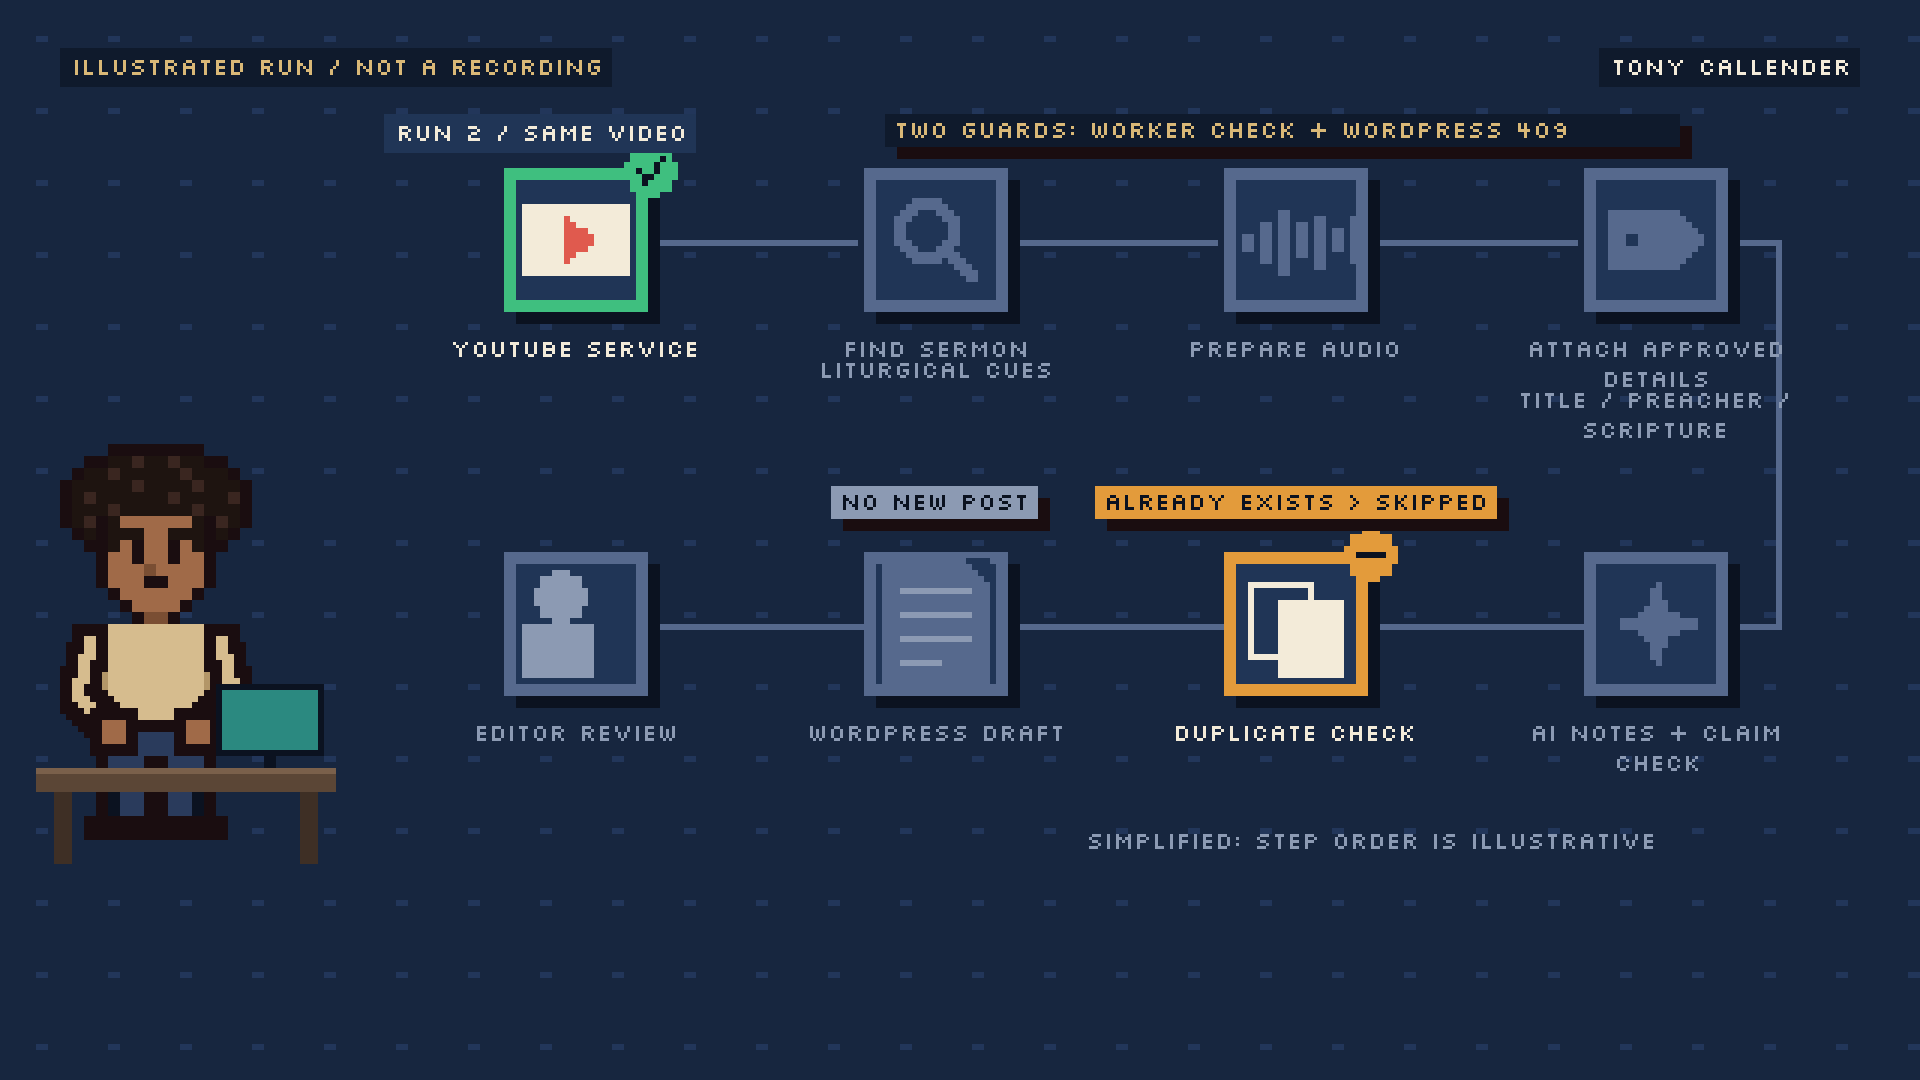 ILLUSTRATED RUN / NOT A RECORDING
TONY CALLENDER
RUN 2 / SAME VIDEO
TWO GUARDS: WORKER CHECK + WORDPRESS 409
YOUTUBE SERVICE
FIND SERMON
LITURGICAL CUES
PREPARE AUDIO
ATTACH APPROVED
DETAILS
TITLE / PREACHER /
SCRIPTURE
NO NEW POST
ALREADY EXISTS > SKIPPED
EDITOR REVIEW
WORDPRESS DRAFT
DUPLICATE CHECK
AI NOTES + CLAIM
CHECK
SIMPLIFIED: STEP ORDER IS ILLUSTRATIVE